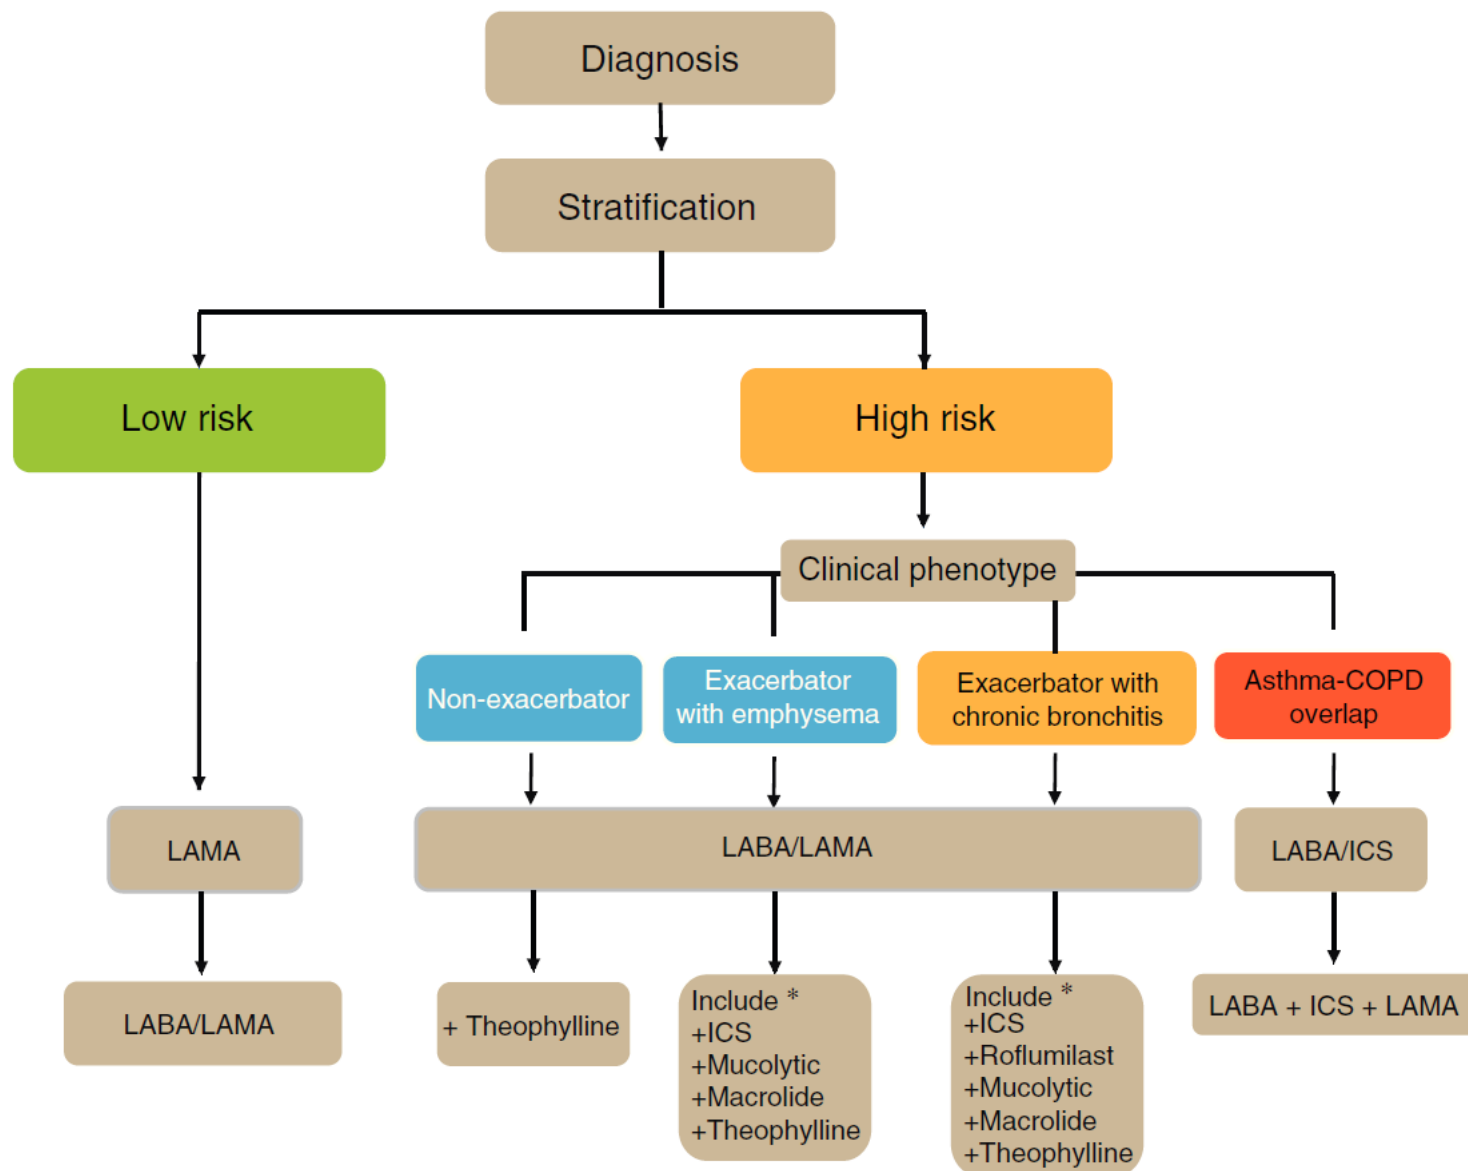 Diagnosis
Stratification
Low risk
High risk
Clinical phenotype
Non-exacerbator
Exacerbator
with emphysema
Exacerbator with
chronic bronchitis
Asthma-COPD
overlap
LAMA
LABA/LAMA
LABA/ICS
LABA/LAMA
+ Theophylline
Include *
+ICS
+Mucolytic
+Macrolide
+Theophylline
Include *
+ICS
+Roflumilast
+Mucolytic
+Macrolide
+Theophylline
LABA + ICS + LAMA